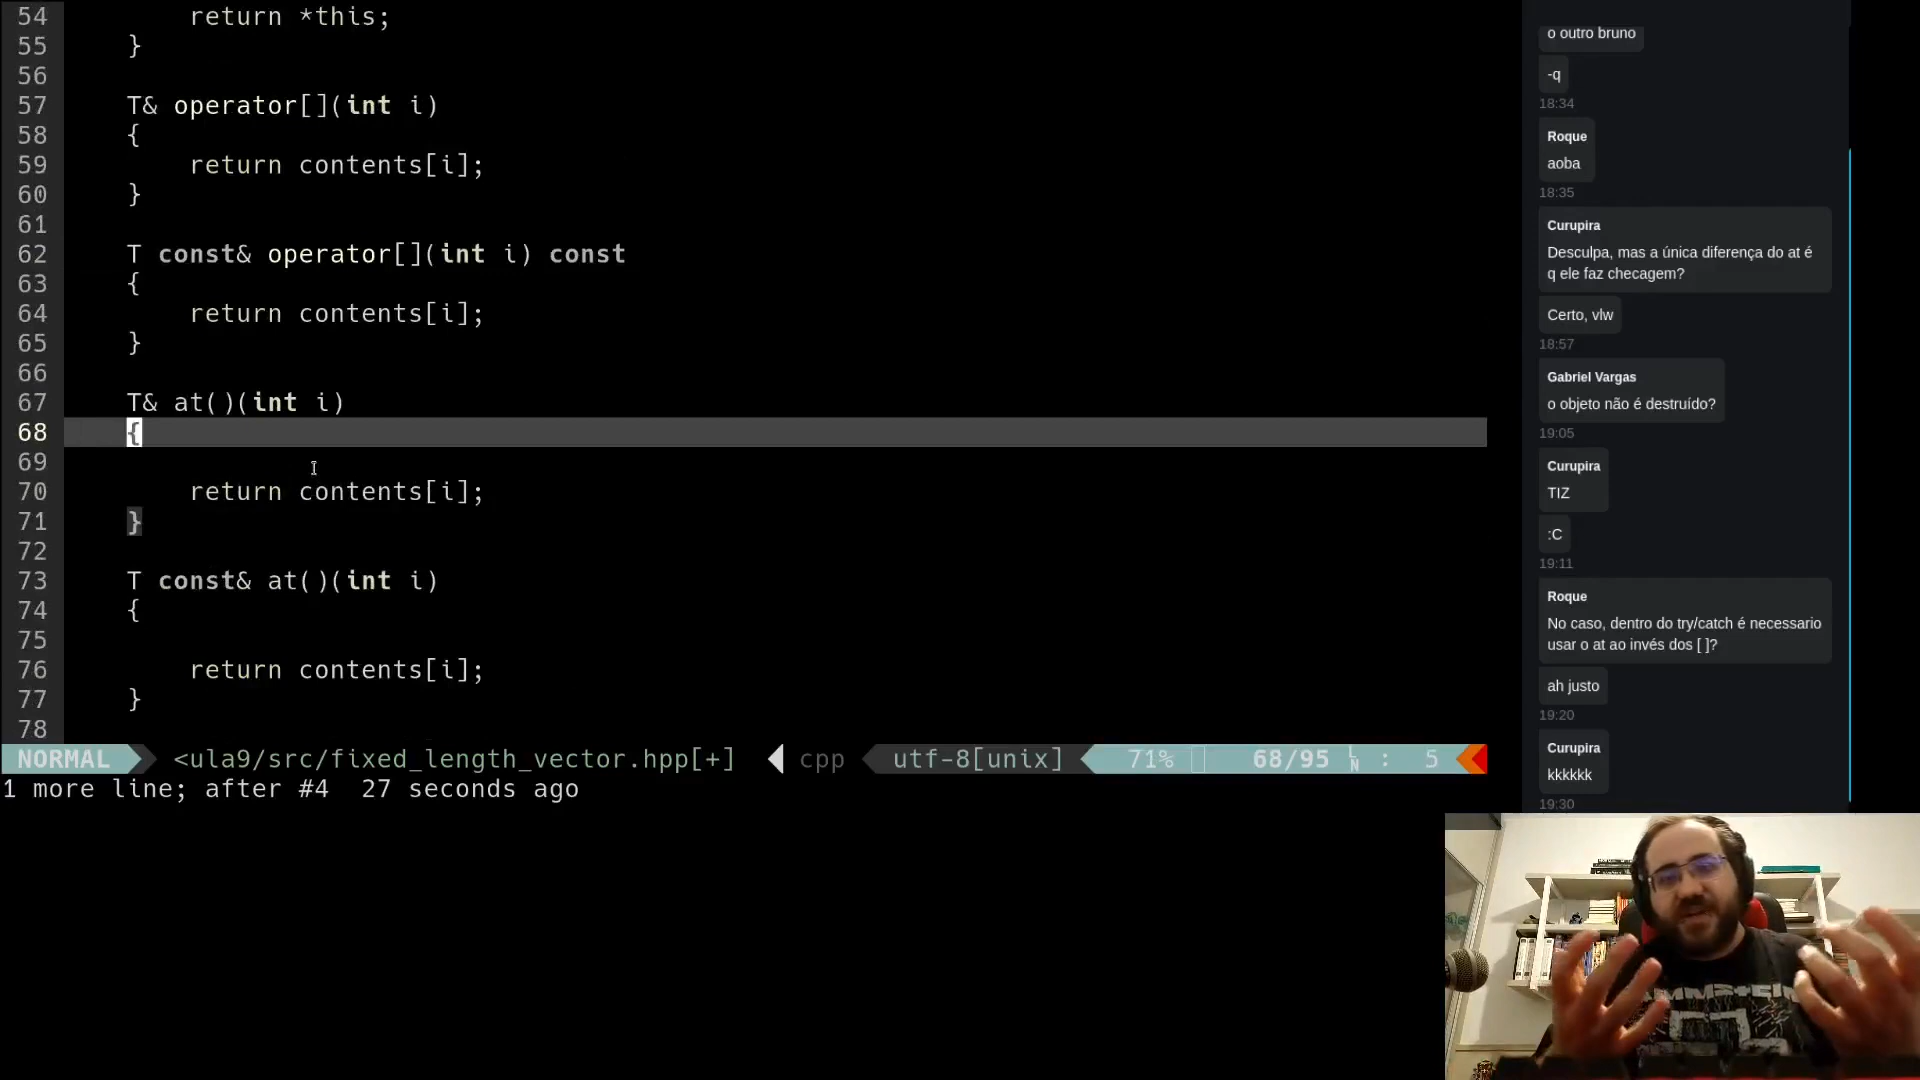 54 return *this;
55 }
56
57 T& operator[](int i)
58 {
59 return contents[i];
60 }
61
62 T const& operator[](int i) const
63 {
64 return contents[i];
65 }
66
67 T& at()(int i)
68 {
69
70 return contents[i];
71 }
72
73 T const& at()(int i)
74 {
75
76 return contents[i];
77 }
78
NORMAL <ula9/src/fixed_length_vector.hpp[+] cpp utf-8[unix] 71% 68/95 LN : 5
1 more line; after #4 27 seconds ago
o outro bruno
-q
18:34
Roque
aoba
18:35
Curupira
Desculpa, mas a única diferença do at é
q ele faz checagem?
Certo, vlw
18:57
Gabriel Vargas
o objeto não é destruído?
19:05
Curupira
TIZ
:C
19:11
Roque
No caso, dentro do try/catch é necessario
usar o at ao invés dos [ ]?
ah justo
19:20
Curupira
kkkkkk
19:30